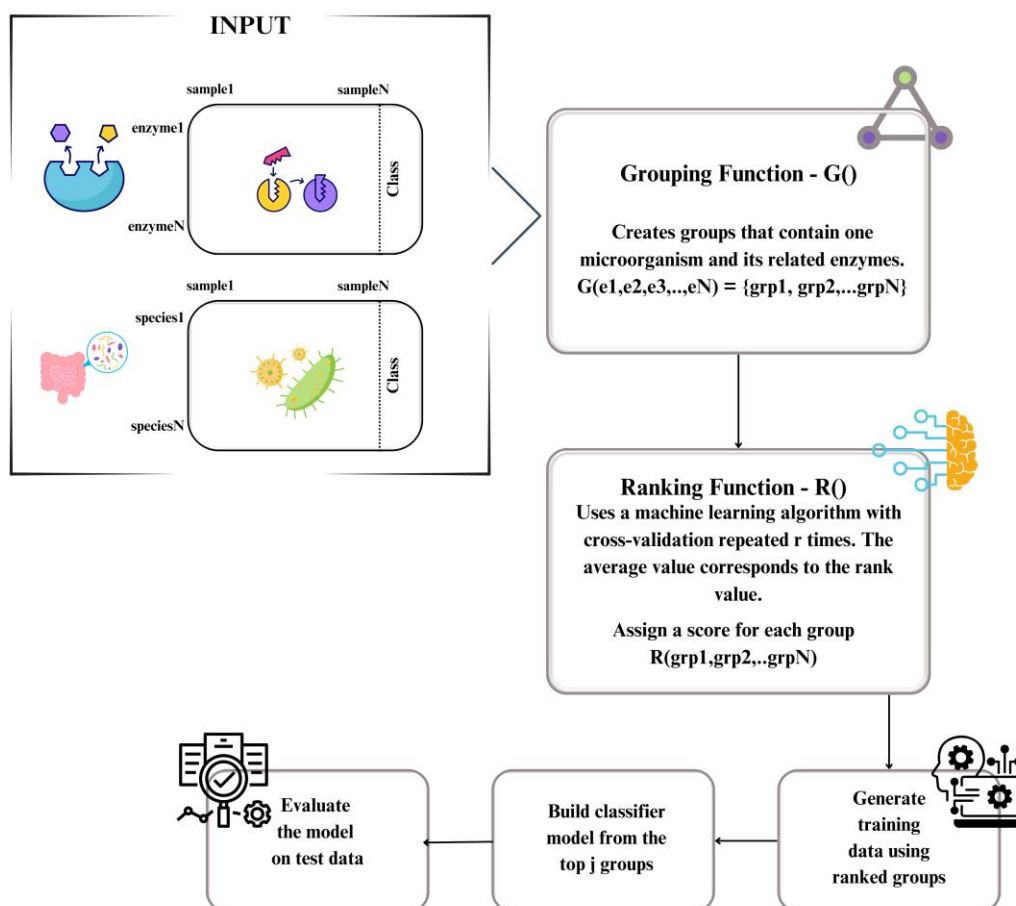 INPUT
sample1 sampleN
enzyme1
Class
enzymeN
sample1 sampleN
species1
Class
speciesN
Grouping Function - G()
Creates groups that contain one
microorganism and its related enzymes.
G(e1,e2,e3,..,eN) = {grp1, grp2,...grpN}
Ranking Function - R()
Uses a machine learning algorithm with
cross-validation repeated r times. The
average value corresponds to the rank
value.
Assign a score for each group
R(grp1,grp2,..grpN)
Generate
training
data using
ranked groups
Build classifier
model from the
top j groups
Evaluate
the model
on test data